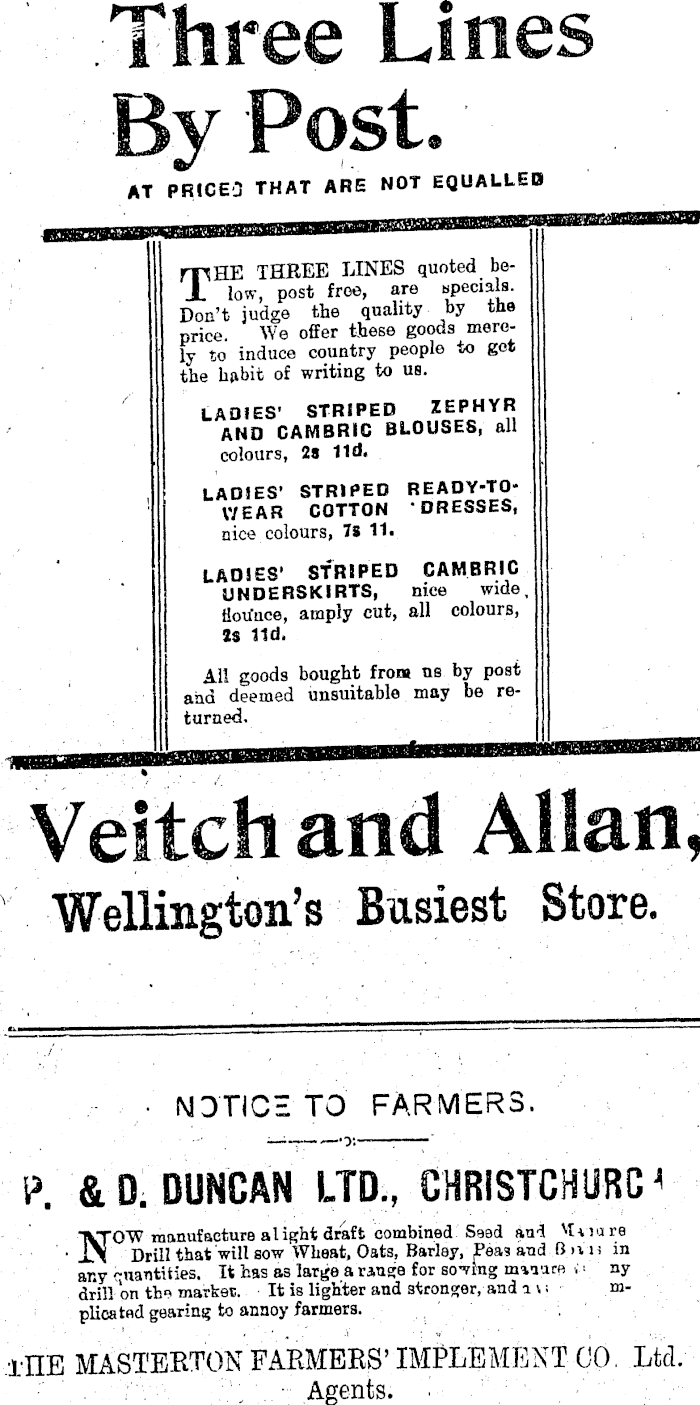 Three Lines
By Post.
AT PRICES THAT ARE NOT EQUALLED
THE THREE LINES quoted be-
low, post free, are specials.
Don't judge the quality by the
price. We offer these goods mere-
ly to induce country people to get
the habit of writing to us.
LADIES' STRIPED ZEPHYR
AND CAMBRIC BLOUSES, all
colours, 2s 11d.
LADIES' STRIPED READY-TO-
WEAR COTTON DRESSES,
nice colours, 7s 11.
LADIES' STRIPED CAMBRIC
UNDERSKIRTS, nice wide
flounce, amply cut, all colours,
2s 11d.
All goods bought from us by post
and deemed unsuitable may be re-
turned.
Veitch and Allan,
Wellington's Busiest Store.
NOTICE TO FARMERS.
P. & D. DUNCAN LTD., CHRISTCHURCH
NOW manufacture a light draft combined Seed and Manure
Drill that will sow Wheat, Oats, Barley, Peas and in
any quantities. It has as large a range for sowing manure ny
drill on the market. It is lighter and stronger, and m-
plicated gearing to annoy farmers.
THE MASTERTON FARMERS' IMPLEMENT CO. Ltd.
Agents.